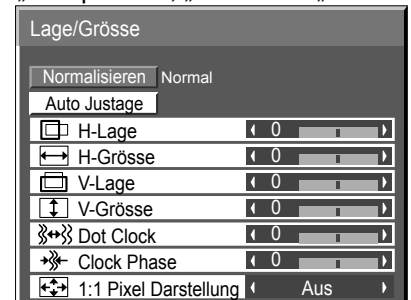 Lage/Grösse
Normalisieren Normal
Auto Justage
H-Lage 0
H-Grösse 0
V-Lage 0
V-Grösse 0
Dot Clock 0
Clock Phase 0
1:1 Pixel Darstellung Aus